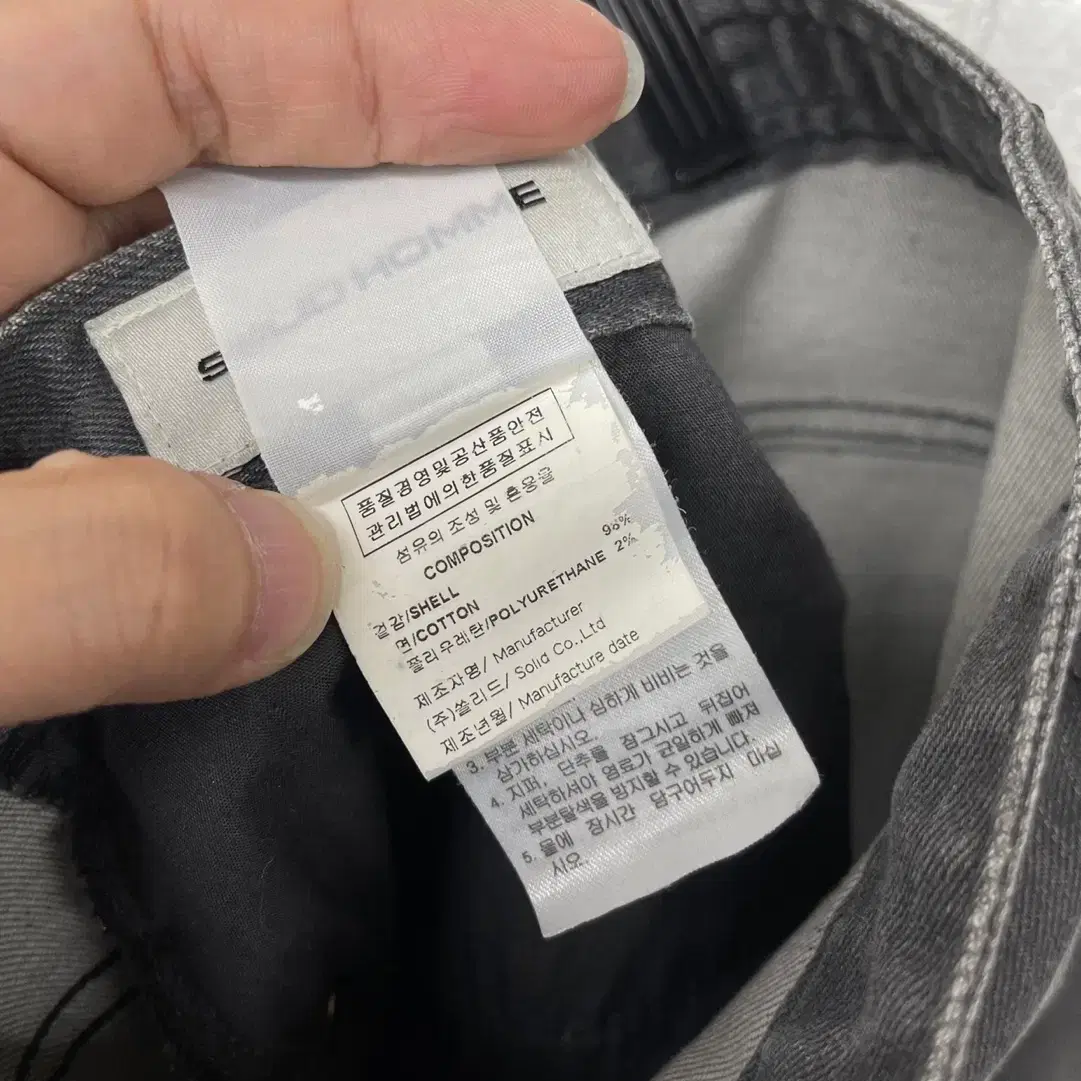 HOMME
품질경영및공산품안전
관리법에의한품질표시
섬유의 조성 및 혼용율
COMPOSITION
겉감/SHELL
면/COTTON 98%
폴리우레탄/POLYURETHANE 2%
제조자명/ Manufacturer
(주)쏠리드/ Solid Co.,Ltd
제조년월/ Manufacture date
3. 부분 세탁이나 심하게 비비는 것을
삼가하십시오.
4. 지퍼, 단추를 잠그시고 뒤집어
세탁하셔야 염료가 균일하게 빠져
부분탈색을 방지할 수 있습니다.
5. 물에 장시간 담구어두지 마십
시오